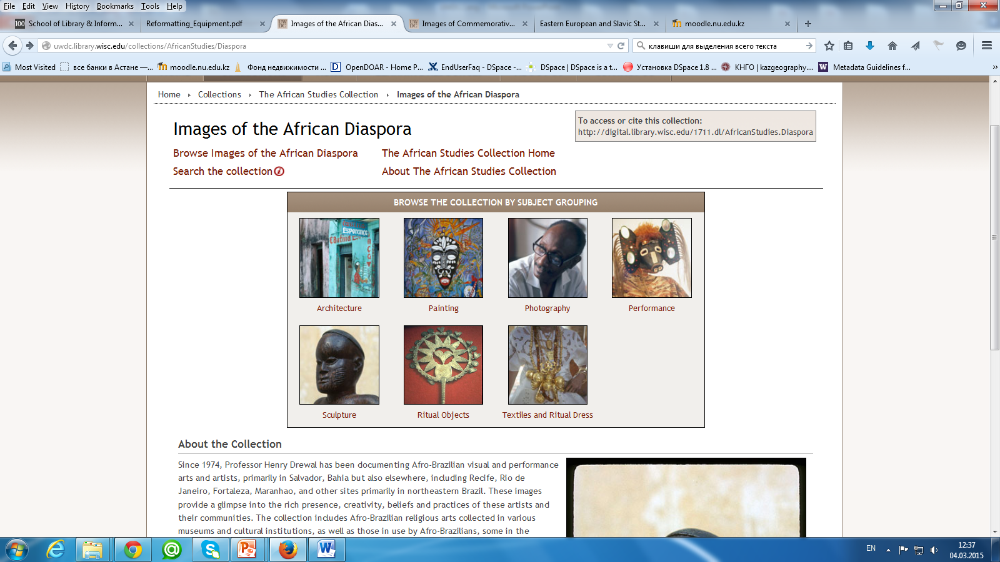 File Edit View History Bookmarks Tools Help
School of Library & Inform...
Reformatting_Equipment.pdf
Images of the African Dias...
Images of Commemorativ...
Eastern European and Slavic St...
moodle.nu.edu.kz
uwdc.library.wisc.edu/collections/AfricanStudies/Diaspora
клавиши для выделения всего текста
Most Visited
все банки в Астане —...
moodle.nu.edu.kz
Фонд недвижимости ...
OpenDOAR - Home P...
EndUserFaq - DSpace -...
DSpace | DSpace is a t...
Установка DSpace 1.8 ...
КНГО | kazgeography....
Metadata Guidelines f...
Home
Collections
The African Studies Collection
Images of the African Diaspora
Images of the African Diaspora
To access or cite this collection:
http://digital.library.wisc.edu/1711.dl/AfricanStudies.Diaspora
Browse Images of the African Diaspora
The African Studies Collection Home
Search the collection
About The African Studies Collection
BROWSE THE COLLECTION BY SUBJECT GROUPING
Esperança
Architecture
Painting
Photography
Performance
Sculpture
Ritual Objects
Textiles and Ritual Dress
About the Collection
Since 1974, Professor Henry Drewal has been documenting Afro-Brazilian visual and performance
arts and artists, primarily in Salvador, Bahia but also elsewhere, including Recife, Rio de
Janeiro, Fortaleza, Maranhao, and other sites primarily in northeastern Brazil. These images
provide a glimpse into the rich presence, creativity, beliefs and practices of these artists and
their communities. The collection includes Afro-Brazilian religious arts collected in various
museums and cultural institutions, as well as those in use by Afro-Brazilians, some in the
EN
12:37
04.03.2015